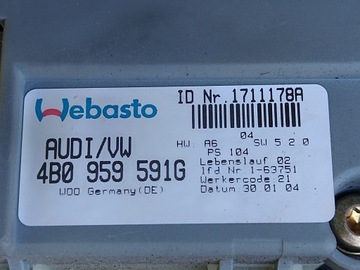 Webasto
ID Nr. 1711178A
04
AUDI/VW
HW. A6 SW 5 2 0
PS 104
4B0 959 591G
Lebenslauf 02
lfd Nr 1-63751
WOO Germany(DE)
Werkercode 21
Datum 30 01 04